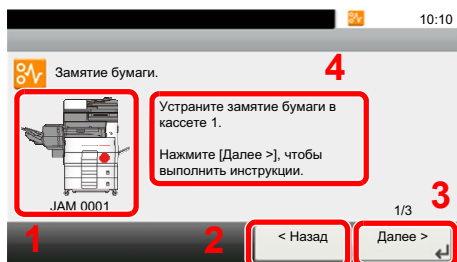 10:10
Замятие бумаги.
4
Устраните замятие бумаги в
кассете 1.
Нажмите [Далее >], чтобы
выполнить инструкции.
JAM 0001
1/3
3
1
2
< Назад
Далее >